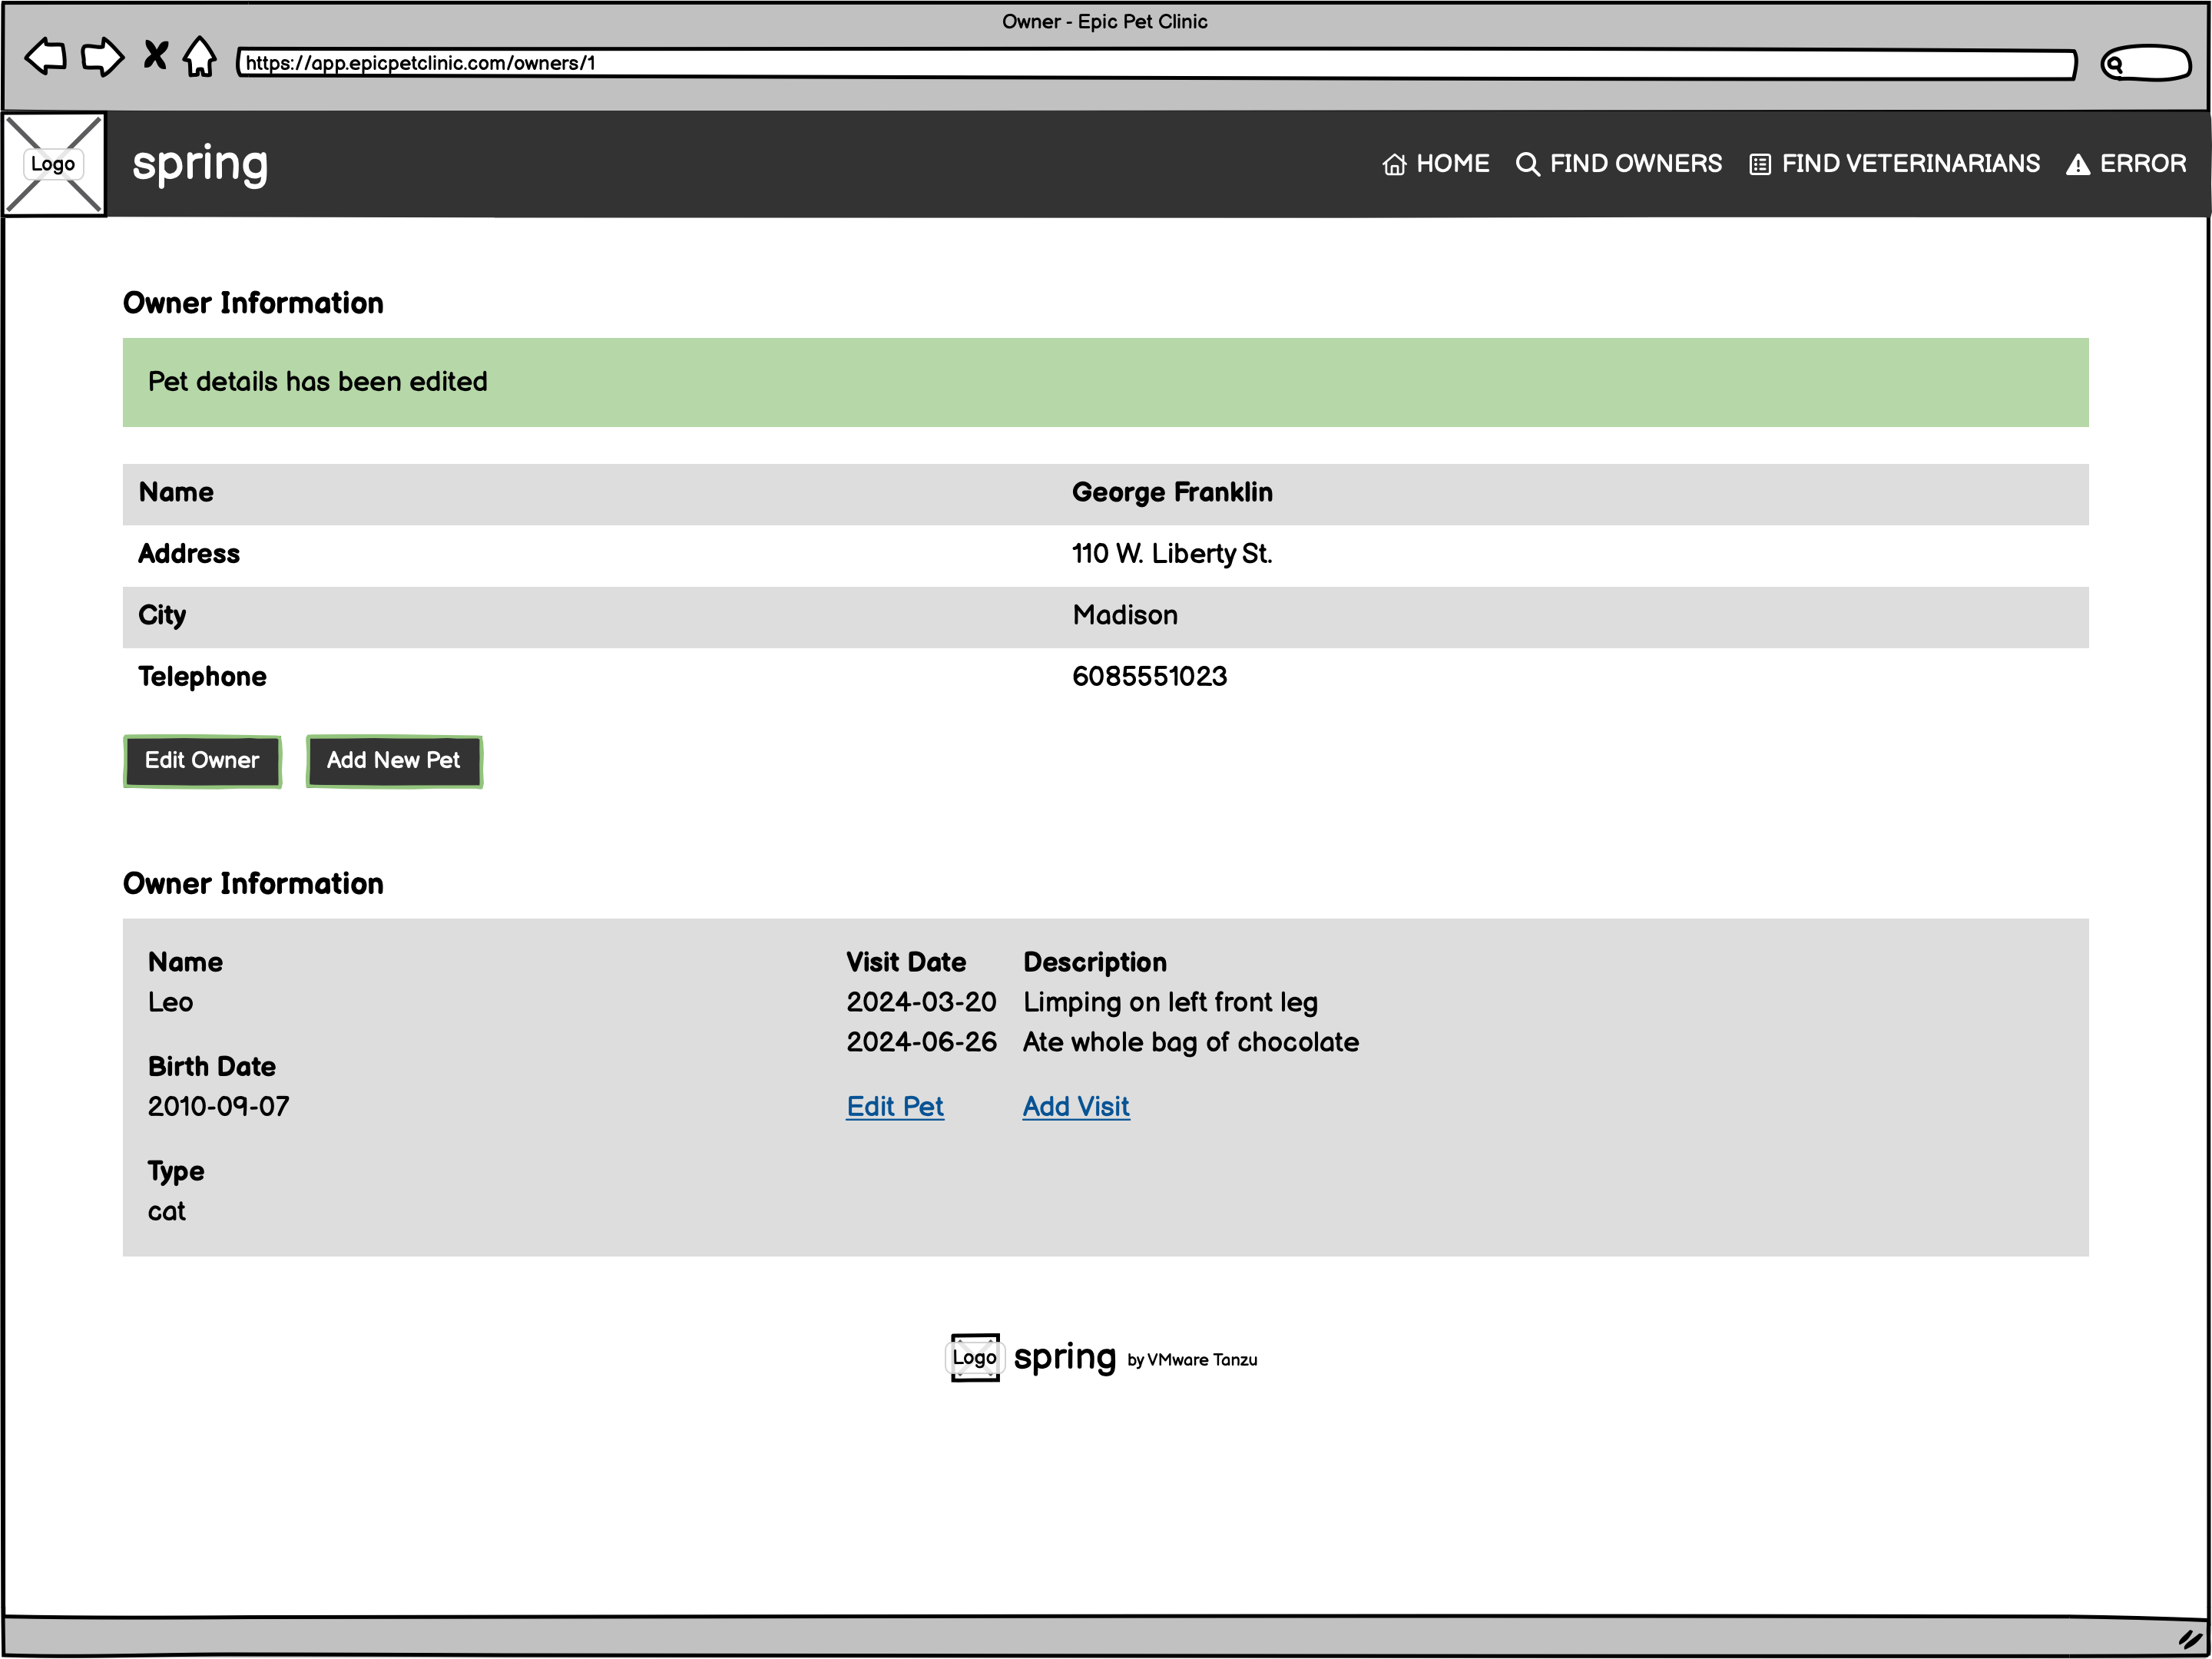 Owner - Epic Pet Clinic
https://app.epicpetclinic.com/owners/1
Logo
spring
HOME
FIND OWNERS
FIND VETERINARIANS
ERROR
Owner Information
Pet details has been edited
Name George Franklin
Address 110 W. Liberty St.
City Madison
Telephone 6085551023
Edit Owner
Add New Pet
Owner Information
Name
Leo
Birth Date
2010-09-07
Type
cat
Visit Date Description
2024-03-20 Limping on left front leg
2024-06-26 Ate whole bag of chocolate
Edit Pet Add Visit
Logo
spring by VMware Tanzu